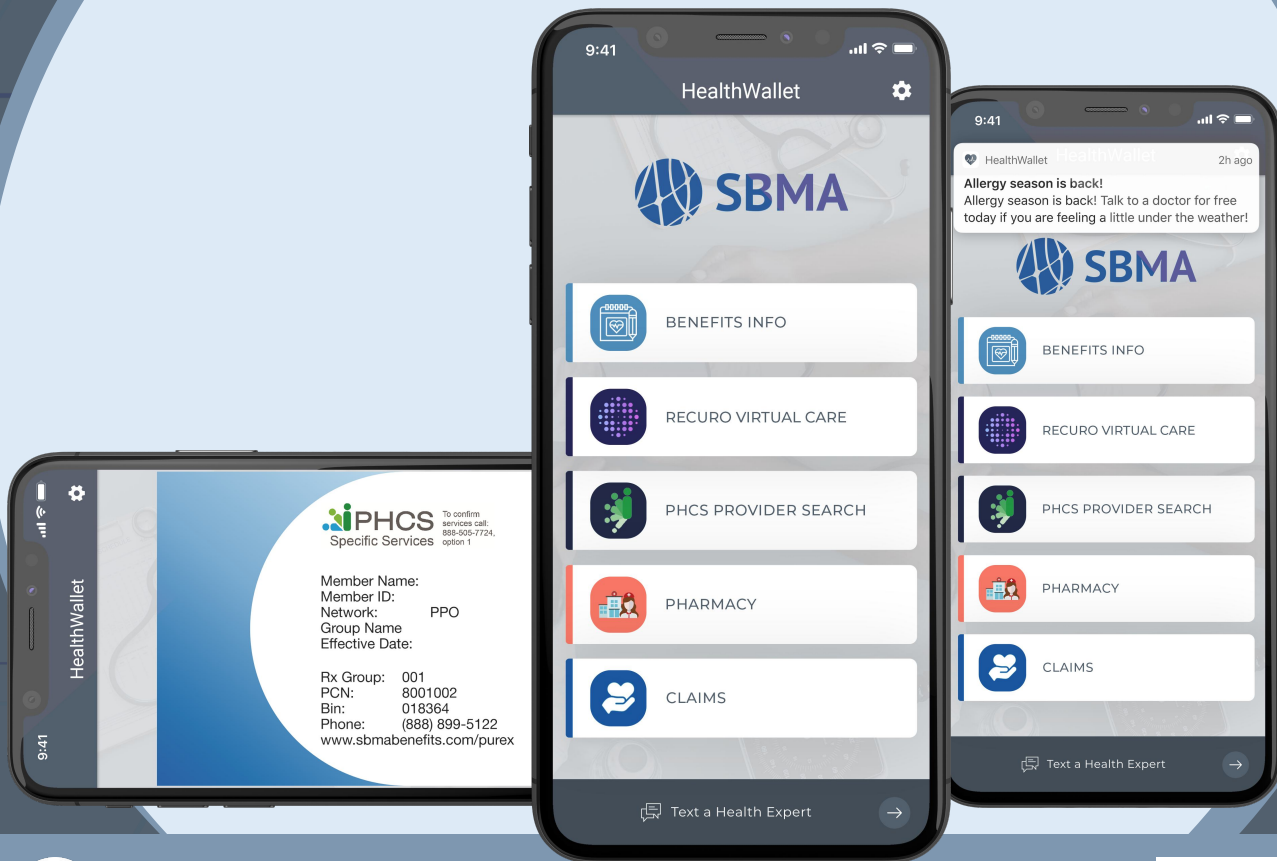 9:41
HealthWallet
SBMA
BENEFITS INFO
RECURO VIRTUAL CARE
PHCS PROVIDER SEARCH
PHARMACY
CLAIMS
Text a Health Expert
9:41
HealthWallet
HealthWallet
2h ago
Allergy season is back!
Allergy season is back! Talk to a doctor for free
today if you are feeling a little under the weather!
SBMA
BENEFITS INFO
RECURO VIRTUAL CARE
PHCS PROVIDER SEARCH
PHARMACY
CLAIMS
Text a Health Expert
9:41
HealthWallet
PHCS
Specific Services
To confirm
services call:
888-505-7724,
option 1
Member Name:
Member ID:
Network: PPO
Group Name
Effective Date:
Rx Group: 001
PCN: 8001002
Bin: 018364
Phone: (888) 899-5122
www.sbmabenefits.com/purex